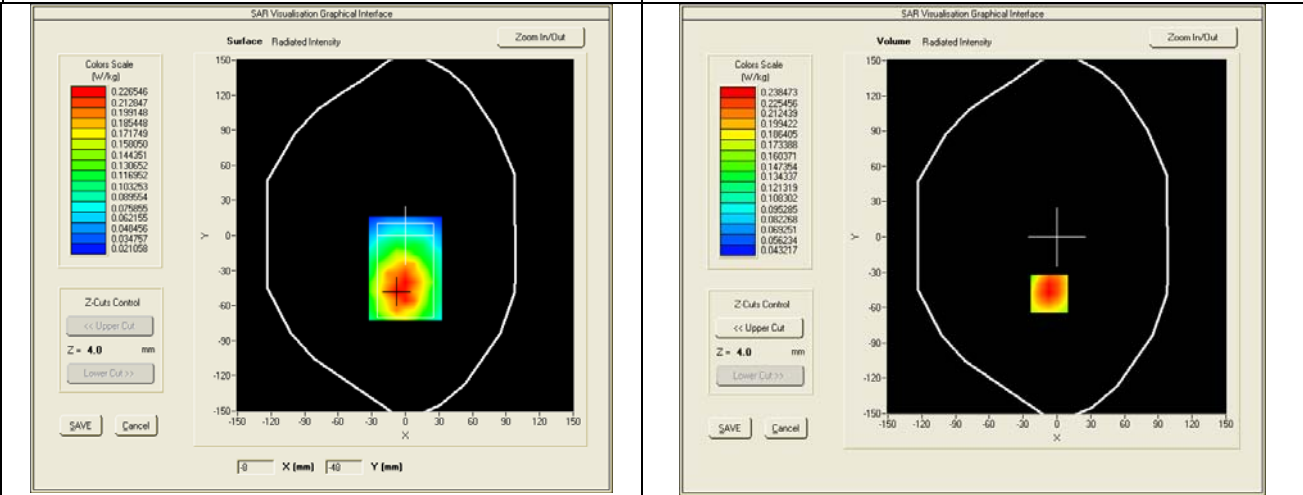 SAR Visualisation Graphical Interface
Surface Radiated Intensity
Zoom In/Out
Colors Scale
(W/kg)
0.226546
0.212847
0.199148
0.185448
0.171749
0.158050
0.144351
0.130652
0.116952
0.103253
0.089554
0.075855
0.062155
0.048456
0.034757
0.021058
Z-Cuts Control
<< Upper Cut
Z = 4.0 mm
Lower Cut >>
SAVE Cancel
150
120
90
60
30
0
-30
-60
-90
-120
-150
Y
-150 -120 -90 -60 -30 0 30 60 90 120 150
X
-8 X (mm) -48 Y (mm)
SAR Visualisation Graphical Interface
Volume Radiated Intensity
Zoom In/Out
Colors Scale
(W/kg)
0.238473
0.225456
0.212439
0.199422
0.186405
0.173388
0.160371
0.147354
0.134337
0.121319
0.108302
0.095285
0.082268
0.069251
0.056234
0.043217
Z-Cuts Control
<< Upper Cut
Z = 4.0 mm
Lower Cut >>
SAVE Cancel
150
120
90
60
30
0
-30
-60
-90
-120
-150
Y
-150 -120 -90 -60 -30 0 30 60 90 120 150
X